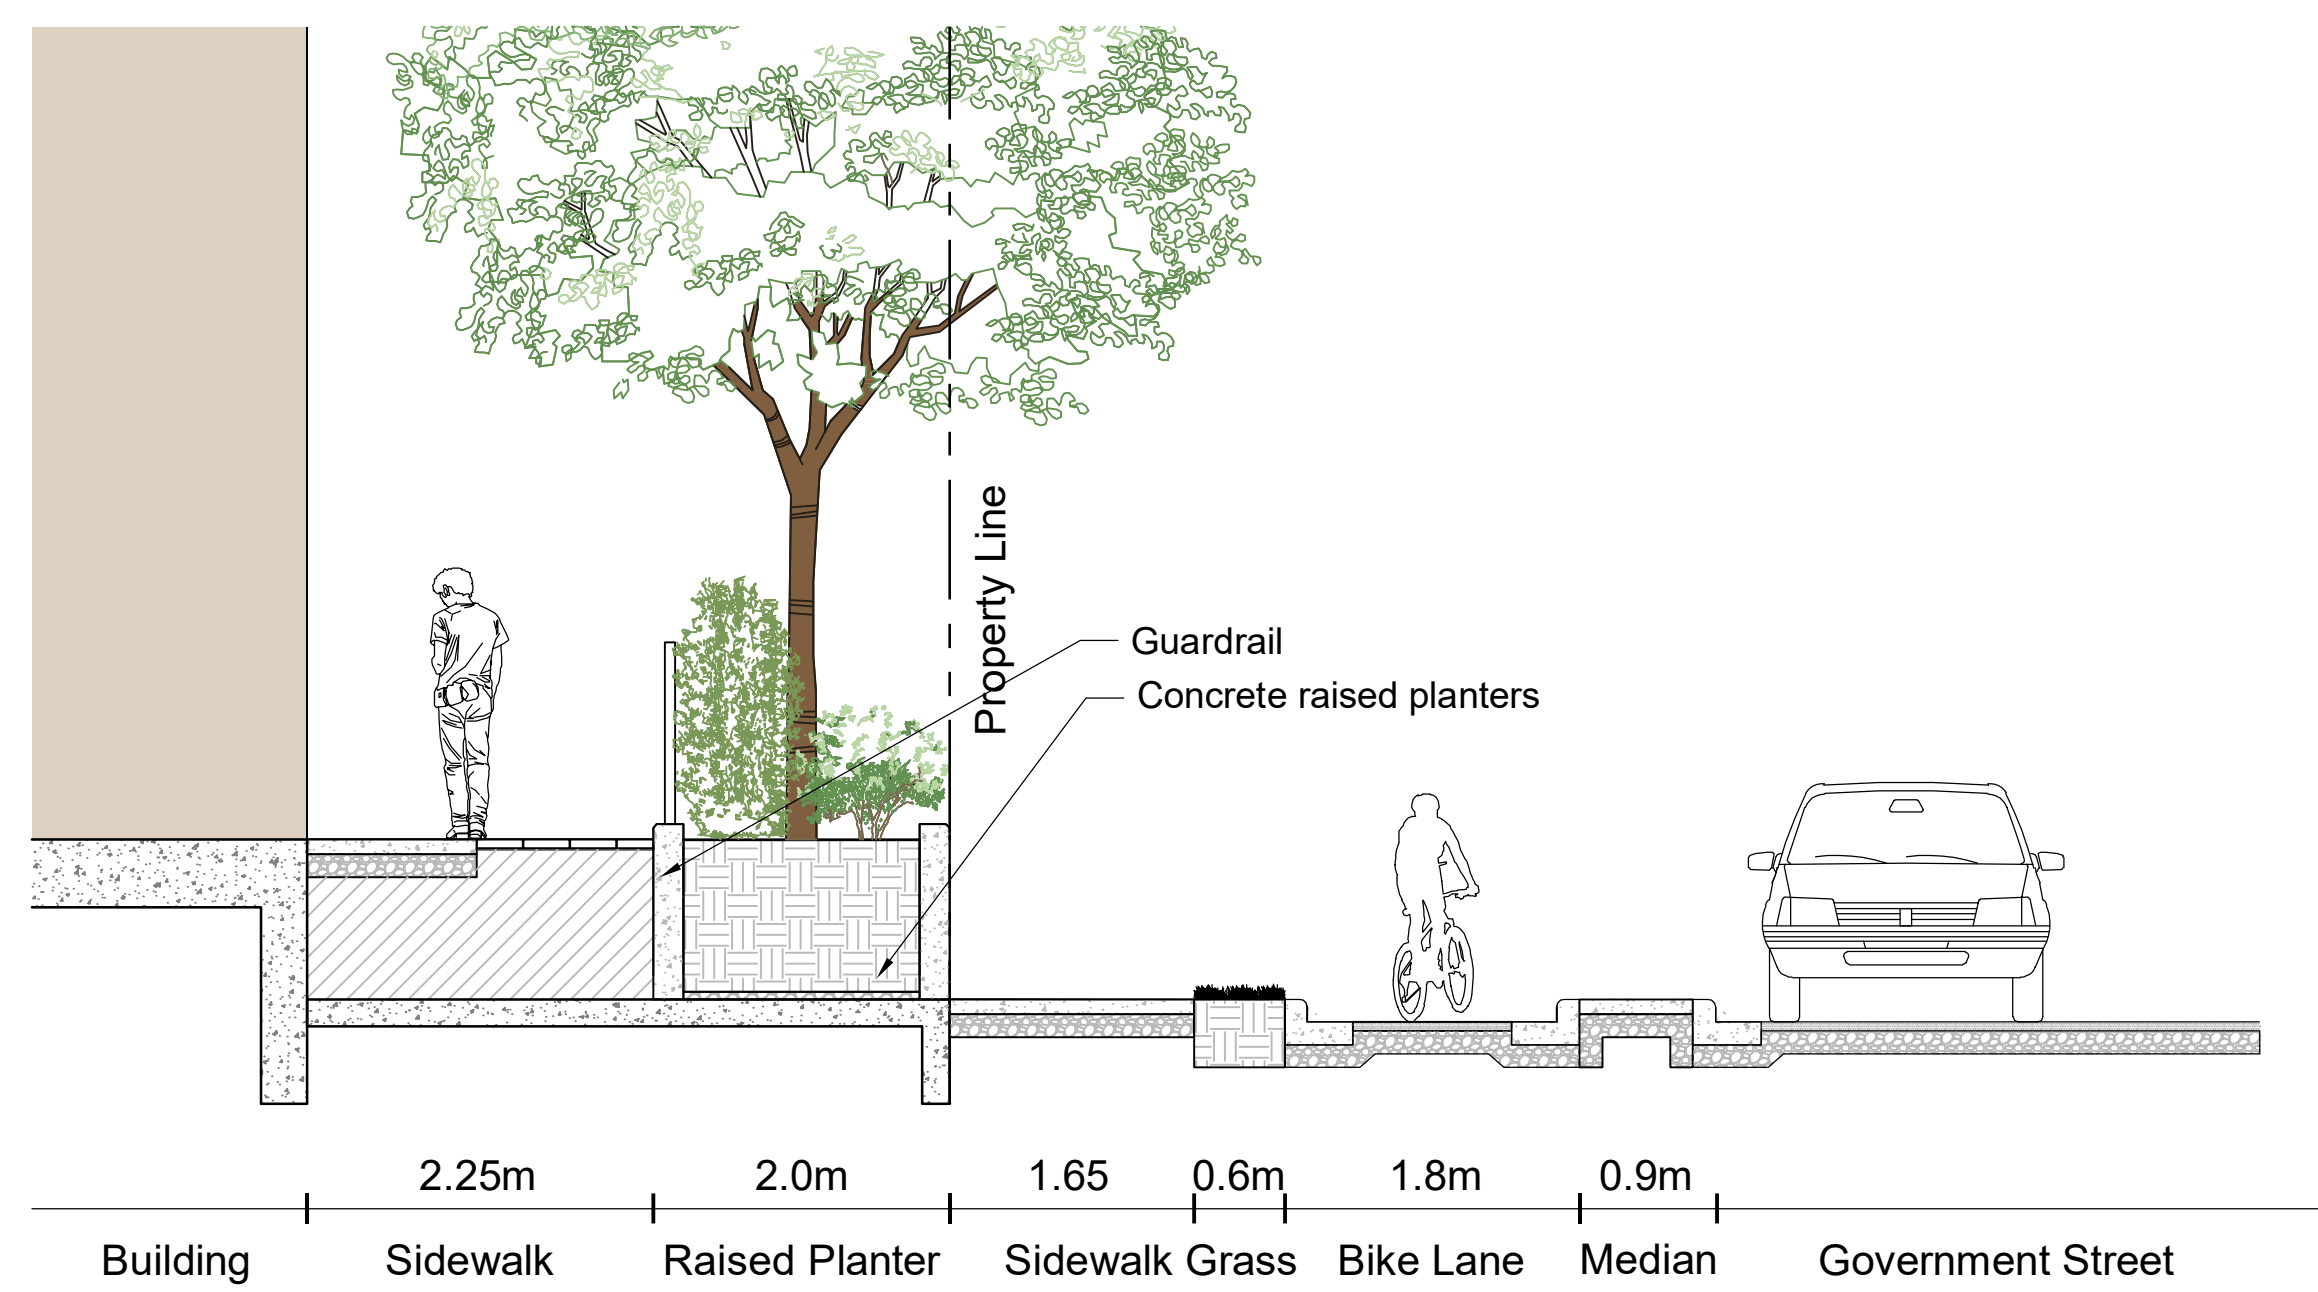 Property Line
Guardrail
Concrete raised planters
2.25m 2.0m 1.65 0.6m 1.8m 0.9m
Building Sidewalk Raised Planter Sidewalk Grass Bike Lane Median Government Street